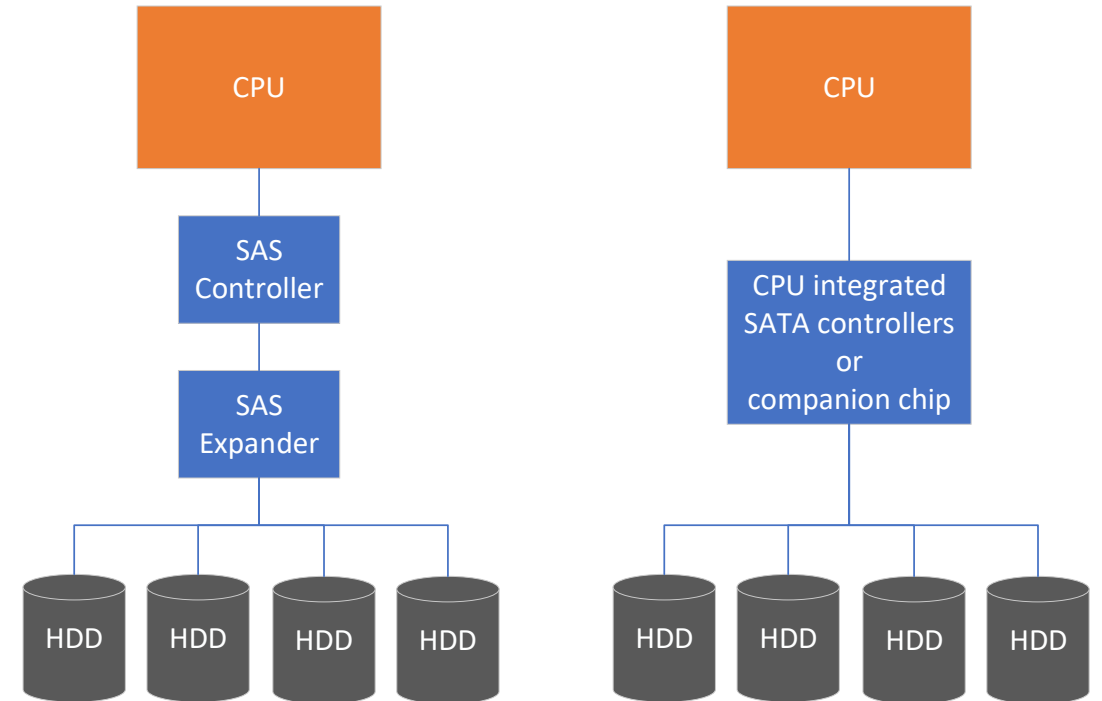 CPU
SAS
Controller
SAS
Expander
HDD
HDD
HDD
HDD
CPU
CPU integrated
SATA controllers
or
companion chip
HDD
HDD
HDD
HDD